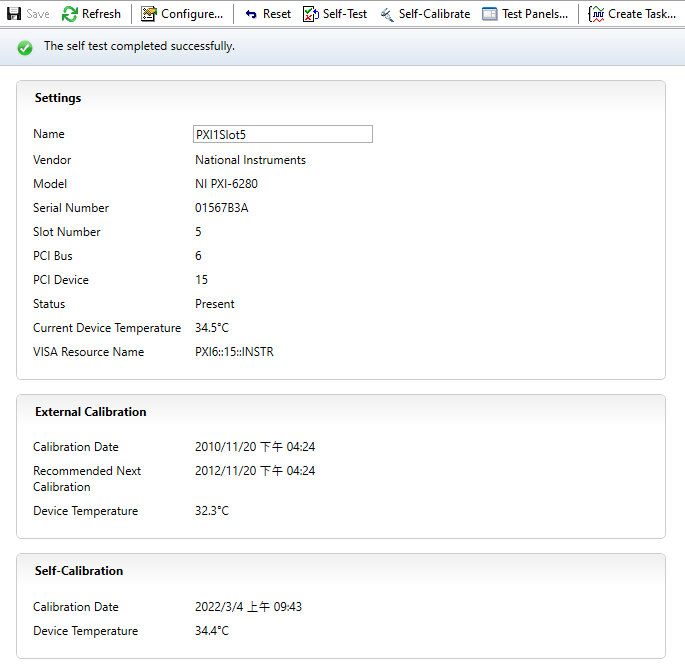 Save Refresh Configure... Reset Self-Test Self-Calibrate Test Panels... Create Task...
The self test completed successfully.
Settings
Name PXI1Slot5
Vendor National Instruments
Model NI PXI-6280
Serial Number 01567B3A
Slot Number 5
PCI Bus 6
PCI Device 15
Status Present
Current Device Temperature 34.5°C
VISA Resource Name PXI6::15::INSTR
External Calibration
Calibration Date 2010/11/20 下午 04:24
Recommended Next 2012/11/20 下午 04:24
Calibration
Device Temperature 32.3°C
Self-Calibration
Calibration Date 2022/3/4 上午 09:43
Device Temperature 34.4°C